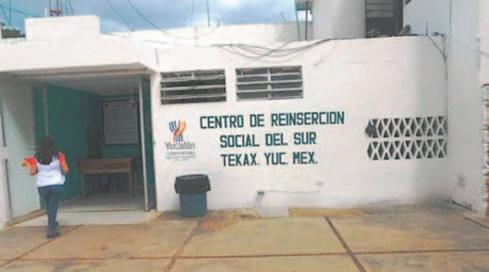 CENTRO DE REINSERCION
SOCIAL DEL SUR
TEKAX. YUC. MEX.
Yucatán